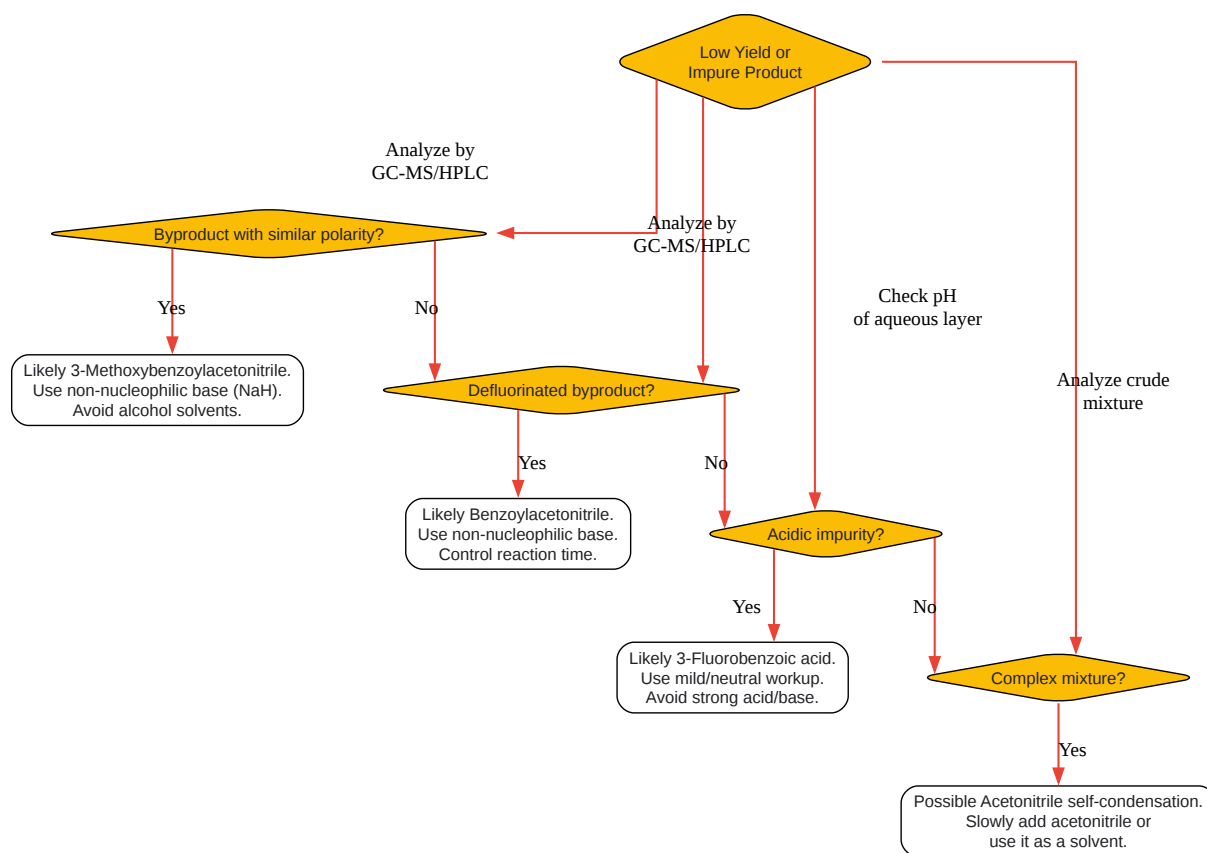 Low Yield or
Impure Product
Analyze by
GC-MS/HPLC
Byproduct with similar polarity?
Analyze by
GC-MS/HPLC
Yes
No
Check pH
of aqueous layer
Likely 3-Methoxybenzoylacetonitrile.
Use non-nucleophilic base (NaH).
Avoid alcohol solvents.
Defluorinated byproduct?
Analyze crude
mixture
Yes
No
Likely Benzoylacetonitrile.
Use non-nucleophilic base.
Control reaction time.
Acidic impurity?
Yes
No
Likely 3-Fluorobenzoic acid.
Use mild/neutral workup.
Avoid strong acid/base.
Complex mixture?
Yes
Possible Acetonitrile self-condensation.
Slowly add acetonitrile or
use it as a solvent.